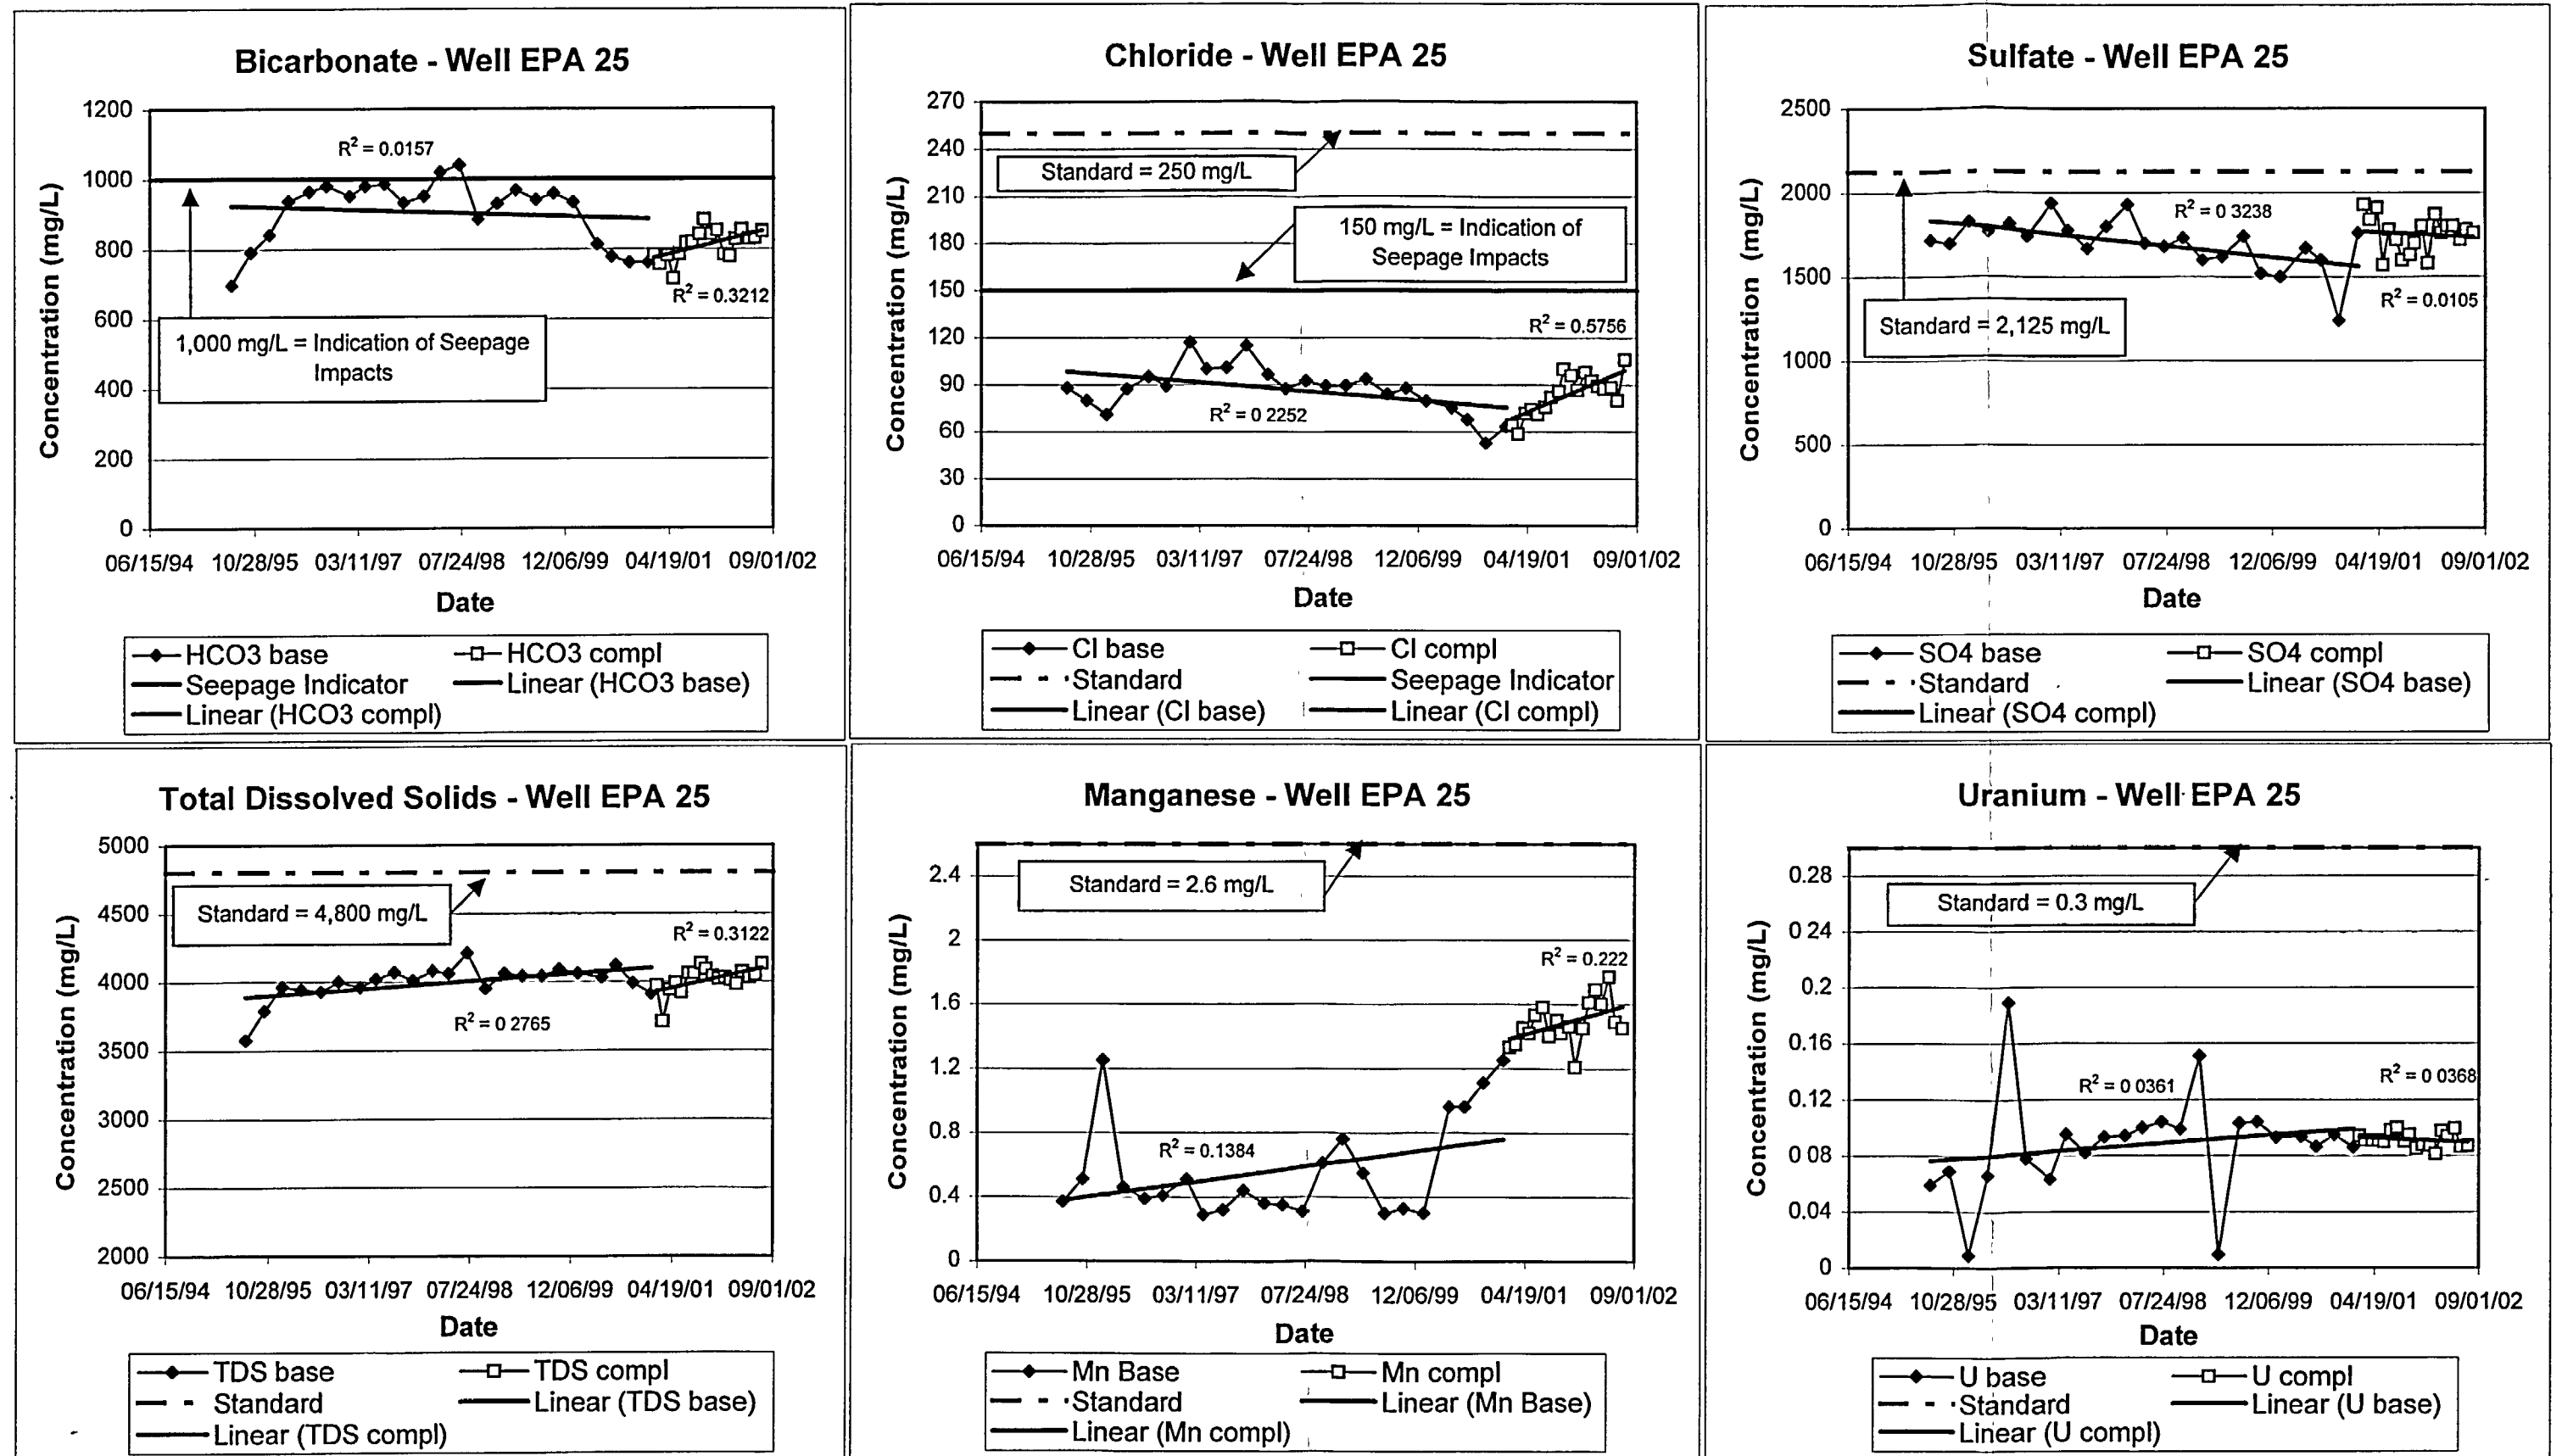 Bicarbonate - Well EPA 25
Concentration (mg/L)
1200
1000
800
600
400
200
0
R² = 0.0157
R² = 0.3212
1,000 mg/L = Indication of Seepage
Impacts
06/15/94 10/28/95 03/11/97 07/24/98 12/06/99 04/19/01 09/01/02
Date
HCO3 base HCO3 compl
Seepage Indicator Linear (HCO3 base)
Linear (HCO3 compl)
Chloride - Well EPA 25
Concentration (mg/L)
270
240
210
180
150
120
90
60
30
0
Standard = 250 mg/L
150 mg/L = Indication of
Seepage Impacts
R² = 0.5756
R² = 0 2252
06/15/94 10/28/95 03/11/97 07/24/98 12/06/99 04/19/01 09/01/02
Date
Cl base Cl compl
Standard Seepage Indicator
Linear (Cl base) Linear (Cl compl)
Sulfate - Well EPA 25
Concentration (mg/L)
2500
2000
1500
1000
500
0
R² = 0 3238
R² = 0.0105
Standard = 2,125 mg/L
06/15/94 10/28/95 03/11/97 07/24/98 12/06/99 04/19/01 09/01/02
Date
SO4 base SO4 compl
Standard Linear (SO4 base)
Linear (SO4 compl)
Total Dissolved Solids - Well EPA 25
Concentration (mg/L)
5000
4500
4000
3500
3000
2500
2000
Standard = 4,800 mg/L
R² = 0.3122
R² = 0 2765
06/15/94 10/28/95 03/11/97 07/24/98 12/06/99 04/19/01 09/01/02
Date
TDS base TDS compl
Standard Linear (TDS base)
Linear (TDS compl)
Manganese - Well EPA 25
Concentration (mg/L)
2.4
2
1.6
1.2
0.8
0.4
0
Standard = 2.6 mg/L
R² = 0.222
R² = 0.1384
06/15/94 10/28/95 03/11/97 07/24/98 12/06/99 04/19/01 09/01/02
Date
Mn Base Mn compl
Standard Linear (Mn Base)
Linear (Mn compl)
Uranium - Well EPA 25
Concentration (mg/L)
0.28
0 24
0.2
0.16
0.12
0 08
0.04
0
Standard = 0.3 mg/L
R² = 0 0361
R² = 0 0368
06/15/94 10/28/95 03/11/97 07/24/98 12/06/99 04/19/01 09/01/02
Date
U base U compl
Standard Linear (U base)
Linear (U compl)